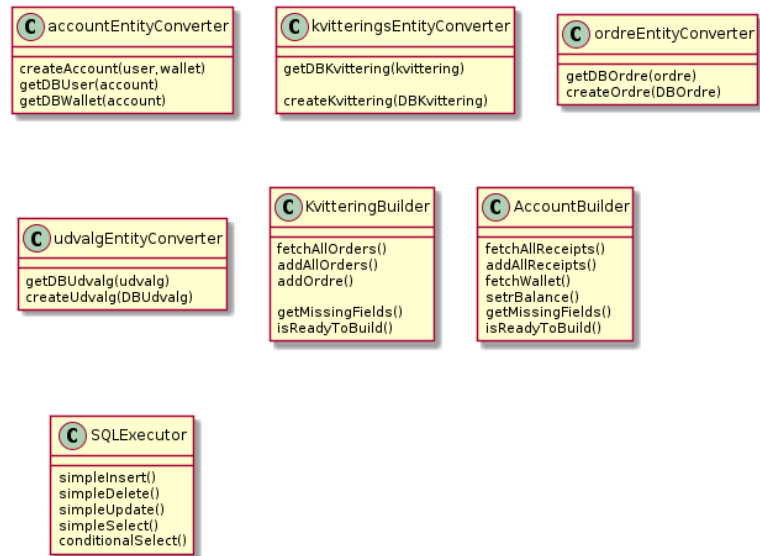 C accountEntityConverter
createAccount(user,wallet)
getDBUser(account)
getDBWallet(account)
C kvitteringsEntityConverter
getDBKvittering(kvittering)
createKvittering(DBKvittering)
C ordreEntityConverter
getDBOrdre(ordre)
createOrdre(DBOrdre)
C udvalgEntityConverter
getDBUdvalg(udvalg)
createUdvalg(DBUdvalg)
C KvitteringBuilder
fetchAllOrders()
addAllOrders()
addOrdre()
getMissingFields()
isReadyToBuild()
C AccountBuilder
fetchAllReceipts()
addAllReceipts()
fetchWallet()
setrBalance()
getMissingFields()
isReadyToBuild()
C SQLExecutor
simpleInsert()
simpleDelete()
simpleUpdate()
simpleSelect()
conditionalSelect()